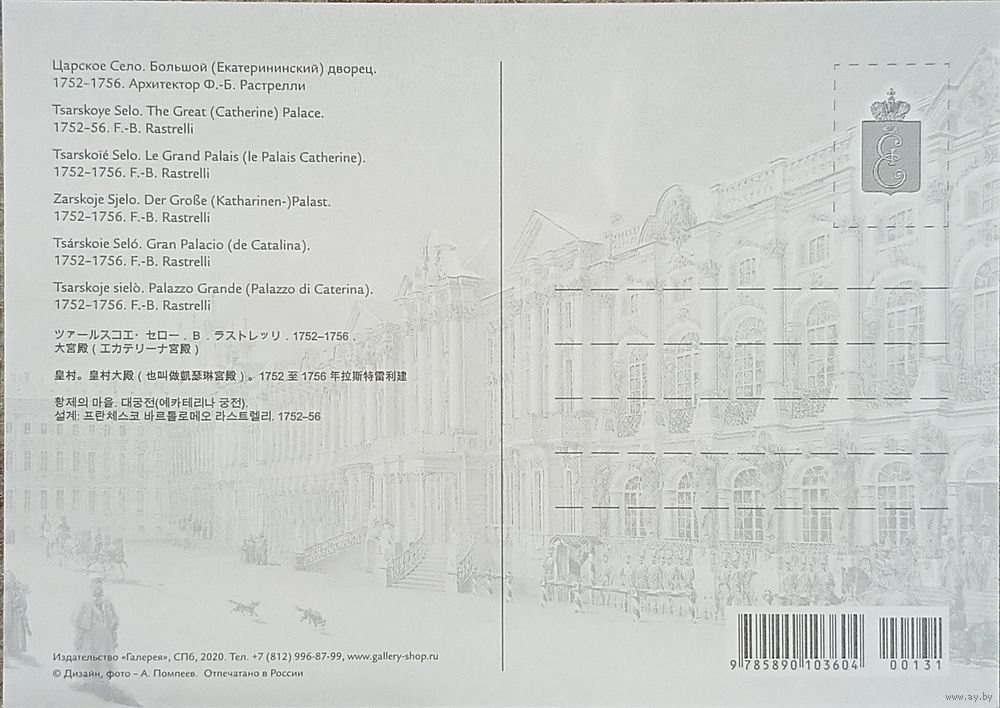 Царское Село. Большой (Екатерининский) дворец.
1752–1756. Архитектор Ф.-Б. Растрелли
Tsarskoye Selo. The Great (Catherine) Palace.
1752–56. F.-B. Rastrelli
Tsarskoïé Selo. Le Grand Palais (le Palais Catherine).
1752–1756. F.-B. Rastrelli
Zarskoje Sjelo. Der Große (Katharinen-)Palast.
1752–1756. F.-B. Rastrelli
Tsárskoie Seló. Gran Palacio (de Catalina).
1752–1756. F.-B. Rastrelli
Tsarskoje sielò. Palazzo Grande (Palazzo di Caterina).
1752–1756. F.-B. Rastrelli
ツァールスコエ・セロー . B . ラストレッリ . 1752–1756 .
大宮殿 ( エカテリーナ宮殿 )
皇村。皇村大殿 ( 也叫做凱瑟琳宮殿 ) 。1752 至 1756 年拉斯特雷利建
황제의 마을. 대궁전(예카테리나 궁전).
설계: 프란체스코 바르톨로메오 라스트렐리. 1752–56
Издательство «Галерея», СПб, 2020. Тел. +7 (812) 996-87-99, www.gallery-shop.ru
© Дизайн, фото – А. Помпеев. Отпечатано в России
9 785890 103604
00131
www.ay.by